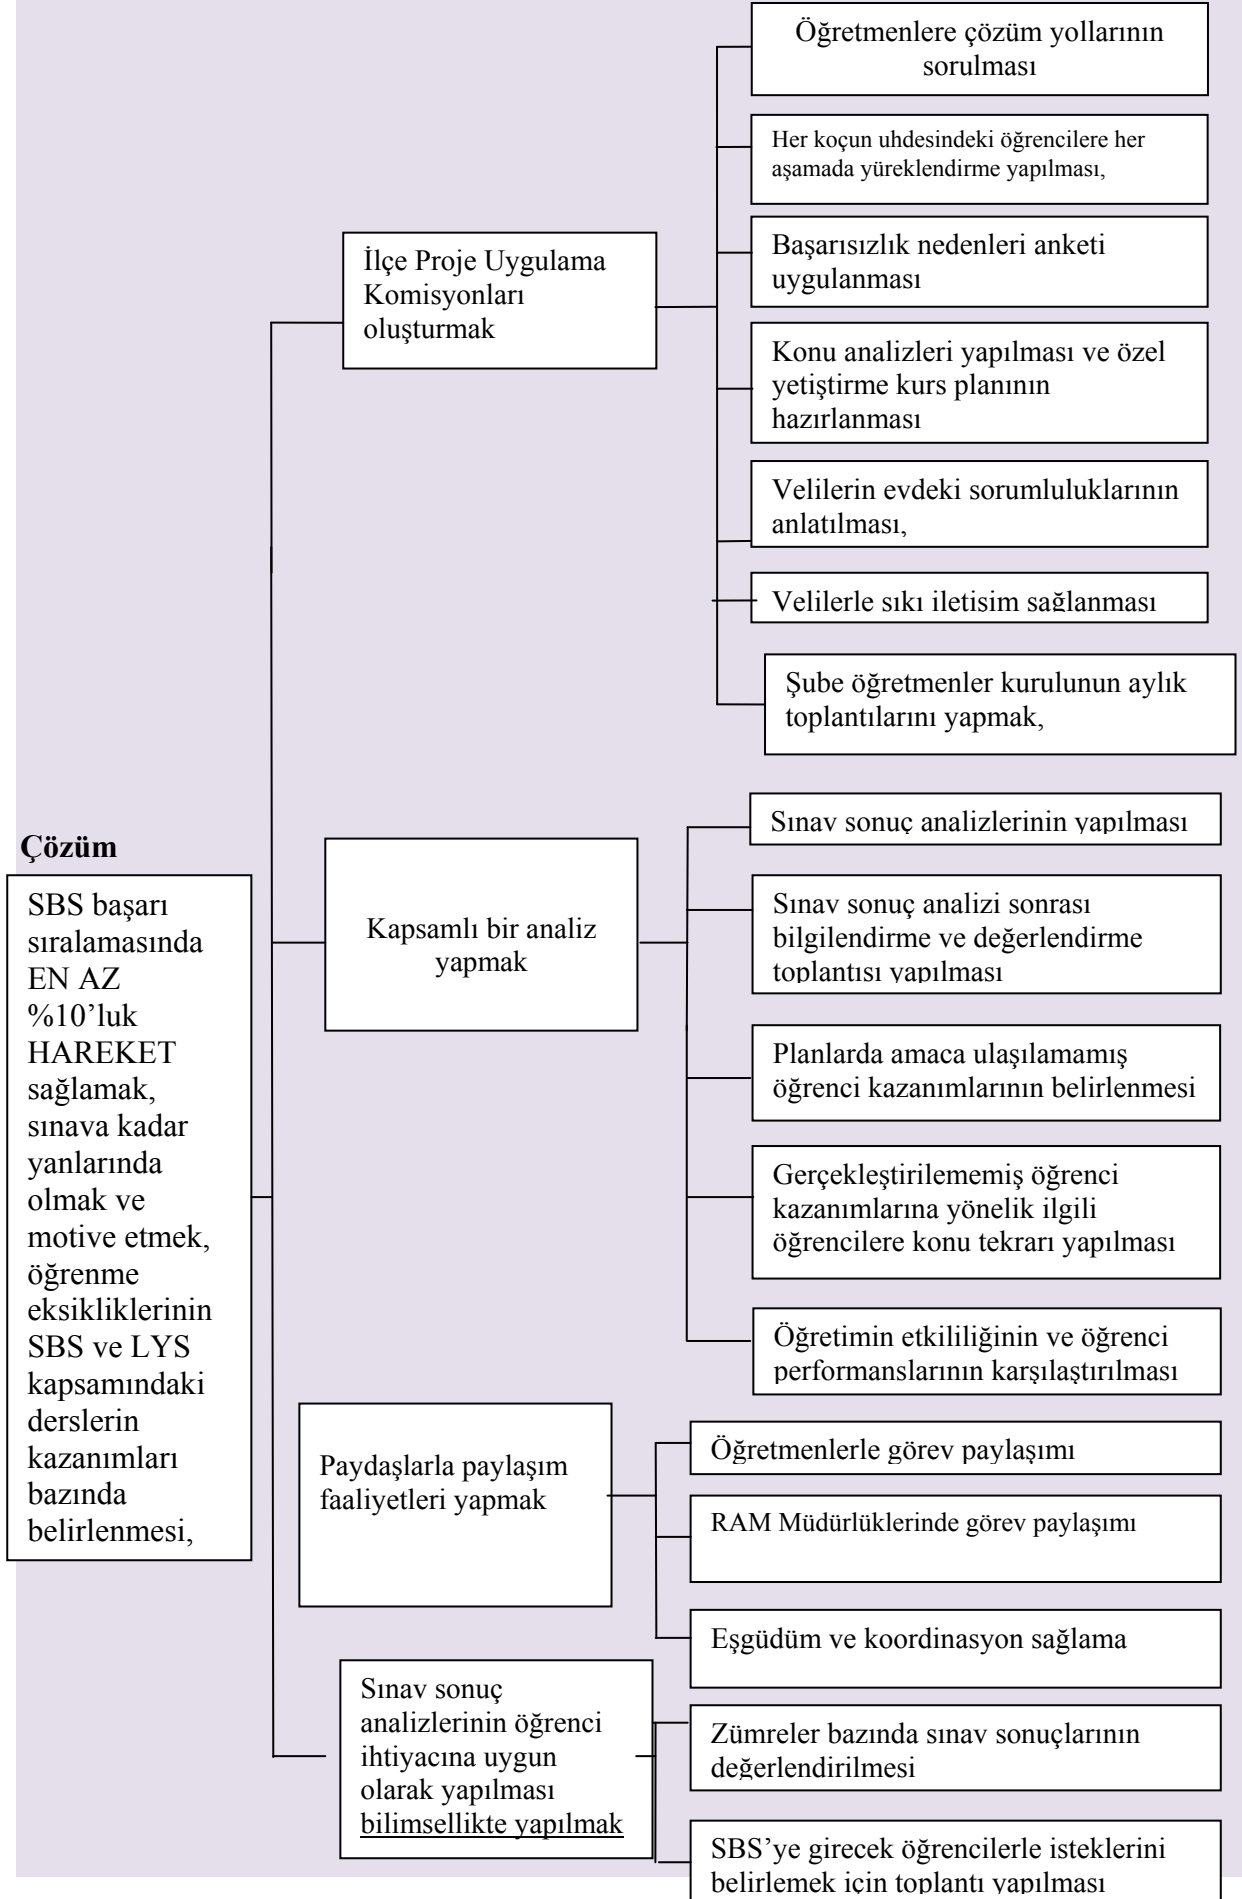 Öğretmenlere çözüm yollarının
sorulması
Her koçun uhdesindeki öğrencilere her
aşamada yüreklendirme yapılması,
İlçe Proje Uygulama
Komisyonları
oluşturmak
Başarısızlık nedenleri anketi
uygulanması
Konu analizleri yapılması ve özel
yetiştirme kurs planının
hazırlanması
Velilerin evdeki sorumluluklarının
anlatılması,
Velilerle sıkı iletişim sağlanması
Şube öğretmenler kurulunun aylık
toplantılarını yapmak,
Çözüm
SBS başarı
sıralamasında
EN AZ
%10’luk
HAREKET
sağlamak,
sınava kadar
yanlarında
olmak ve
motive etmek,
öğrenme
eksikliklerinin
SBS ve LYS
kapsamındaki
derslerin
kazanımları
bazında
belirlenmesi,
Kapsamlı bir analiz
yapmak
Sınav sonuç analizlerinin yapılması
Sınav sonuç analizi sonrası
bilgilendirme ve değerlendirme
toplantısı yapılması
Planlarda amaca ulaşılamamış
öğrenci kazanımlarının belirlenmesi
Gerçekleştirilememiş öğrenci
kazanımlarına yönelik ilgili
öğrencilere konu tekrarı yapılması
Öğretimin etkililiğinin ve öğrenci
performanslarının karşılaştırılması
Paydaşlarla paylaşım
faaliyetleri yapmak
Öğretmenlerle görev paylaşımı
RAM Müdürlüklerinde görev paylaşımı
Eşgüdüm ve koordinasyon sağlama
Sınav sonuç
analizlerinin öğrenci
ihtiyacına uygun
olarak yapılması
bilimsellikte yapılmak
Zümreler bazında sınav sonuçlarının
değerlendirilmesi
SBS’ye girecek öğrencilerle isteklerini
belirlemek için toplantı yapılması